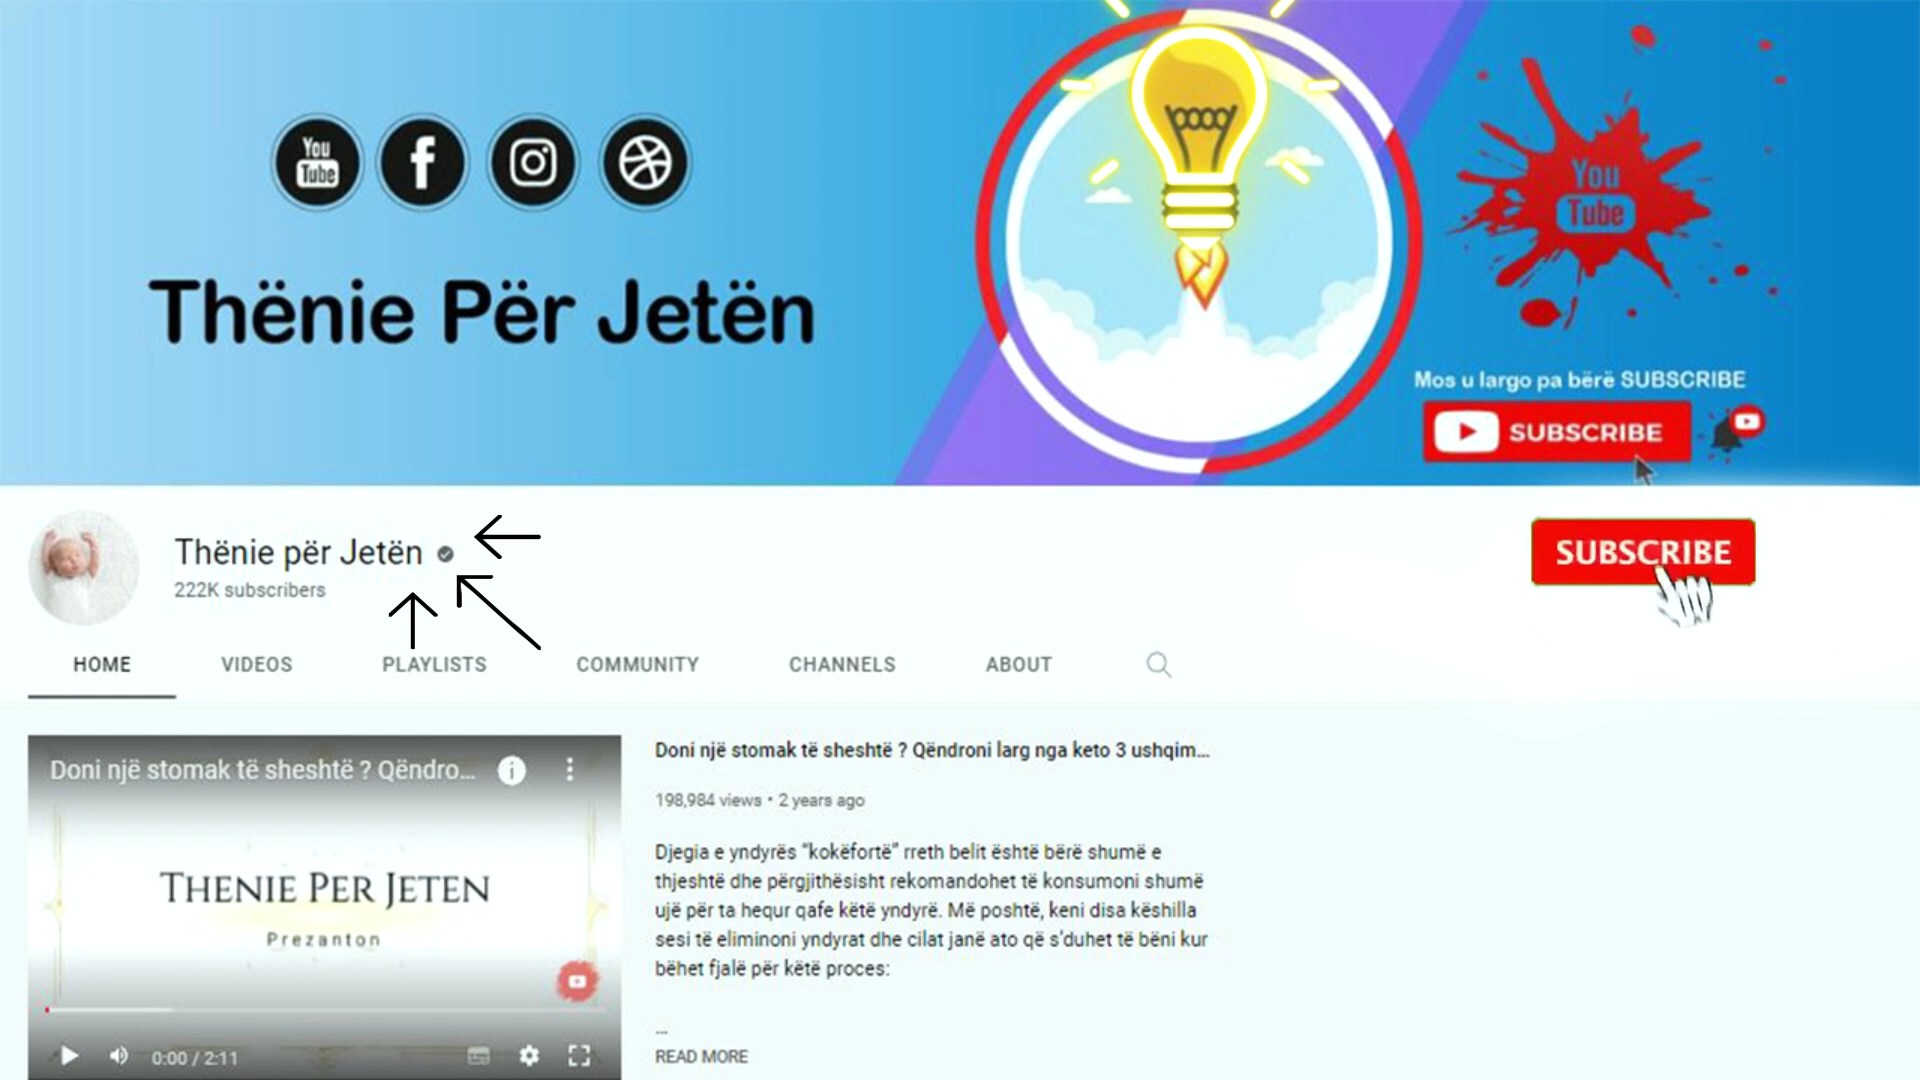 You
Tube
Thënie Për Jetën
You
Tube
Mos u largo pa bërë SUBSCRIBE
SUBSCRIBE
Thënie për Jetën
222K subscribers
SUBSCRIBE
HOME VIDEOS PLAYLISTS COMMUNITY CHANNELS ABOUT
Doni një stomak të sheshtë ? Qëndro...
THENIE PER JETEN
Prezanton
0:00 / 2:11
Doni një stomak të sheshtë ? Qëndroni larg nga keto 3 ushqim...
198,984 views • 2 years ago
Djegia e yndyrës “kokëfortë” rreth belit është bërë shumë e
thjeshtë dhe përgjithësisht rekomandohet të konsumoni shumë
ujë për ta hequr qafe këtë yndyrë. Më poshtë, keni disa këshilla
sesi të eliminoni yndyrat dhe cilat janë ato që s'duhet të bëni kur
bëhet fjalë për këtë proces:
...
READ MORE